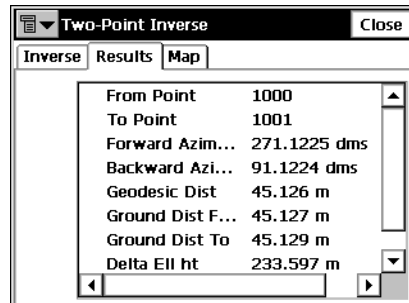 Two-Point Inverse Close
Inverse Results Map
From Point 1000
To Point 1001
Forward Azim... 271.1225 dms
Backward Azi... 91.1224 dms
Geodesic Dist 45.126 m
Ground Dist F... 45.127 m
Ground Dist To 45.129 m
Delta Ell ht 233.597 m